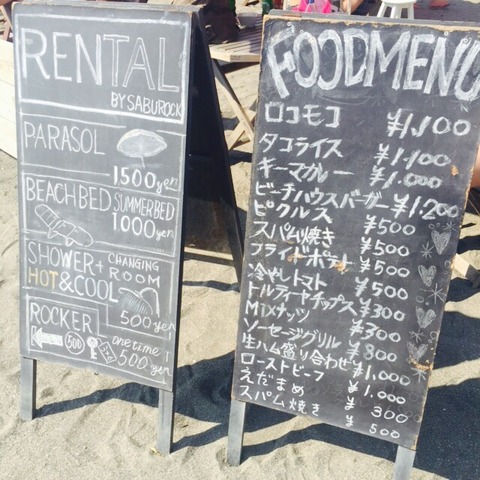 RENTAL
BY SABUROCK
PARASOL
1500yen
BEACHBED SUMMERBED
1000yen
SHOWER+ CHANGING ROOM
HOT&COOL
500yen
ROCKER
500 one time
500yen
FOODMENU
ロコモコ ¥1,100
タコライス ¥1,100
キーマカレー ¥1,000
ビーチハウスバーガー ¥1,200
ピクルス ¥500
スパム焼き ¥500
フライドポテト ¥500
冷やしトマト ¥500
トルティーヤチップス ¥300
MIXナッツ ¥300
ソーセージグリル ¥800
生ハム盛り合わせ ¥1,000
ローストビーフ ¥1,000
えだまめ ¥300
スパム焼き ¥500